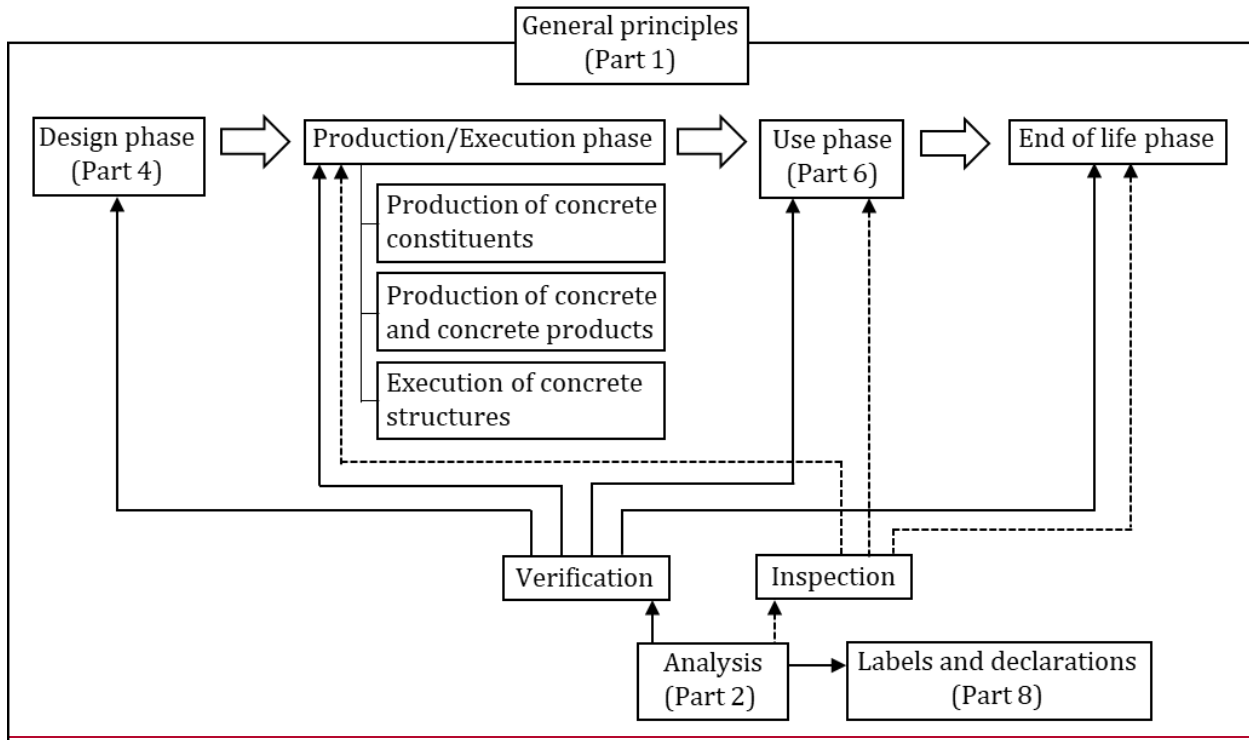 General principles
(Part 1)
Design phase
(Part 4)
Production/Execution phase
Use phase
(Part 6)
End of life phase
Production of concrete
constituents
Production of concrete
and concrete products
Execution of concrete
structures
Verification
Inspection
Analysis
(Part 2)
Labels and declarations
(Part 8)